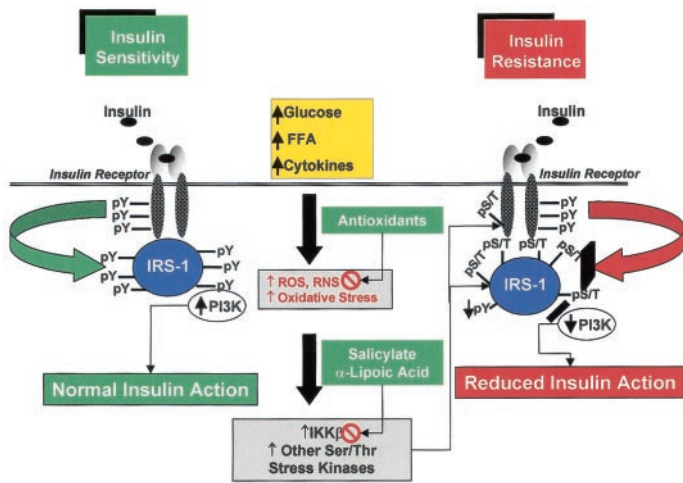 Insulin
Sensitivity
Insulin
Resistance
Insulin
↑Glucose
↑FFA
↑Cytokines
Insulin
Insulin Receptor
Insulin Receptor
pY
pY
pY
pS/T
pY
pY
pY
Antioxidants
pY
pY
pY
pY
pY
pY
IRS-1
↑PI3K
↑ ROS, RNS
↑ Oxidative Stress
pS/T
pS/T
pS/T
pS/T
pS/T
IRS-1
↓pY
↓PI3K
Normal Insulin Action
Salicylate
α-Lipoic Acid
Reduced Insulin Action
↑IKKβ
↑ Other Ser/Thr
Stress Kinases